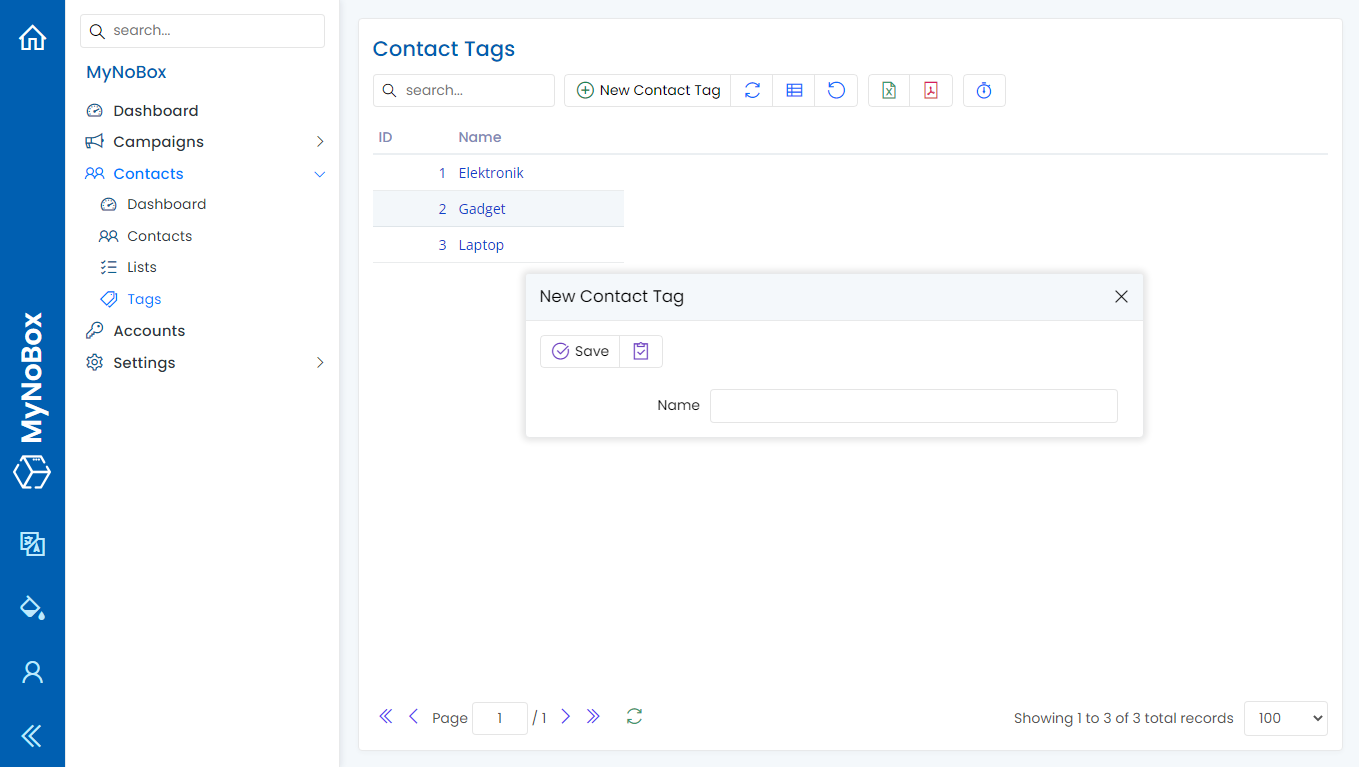 MyNoBox
search...
MyNoBox
Dashboard
Campaigns
Contacts
Dashboard
Contacts
Lists
Tags
Accounts
Settings
Contact Tags
search...
New Contact Tag
ID Name
1 Elektronik
2 Gadget
3 Laptop
New Contact Tag
Save
Name
Page 1 / 1
Showing 1 to 3 of 3 total records 100